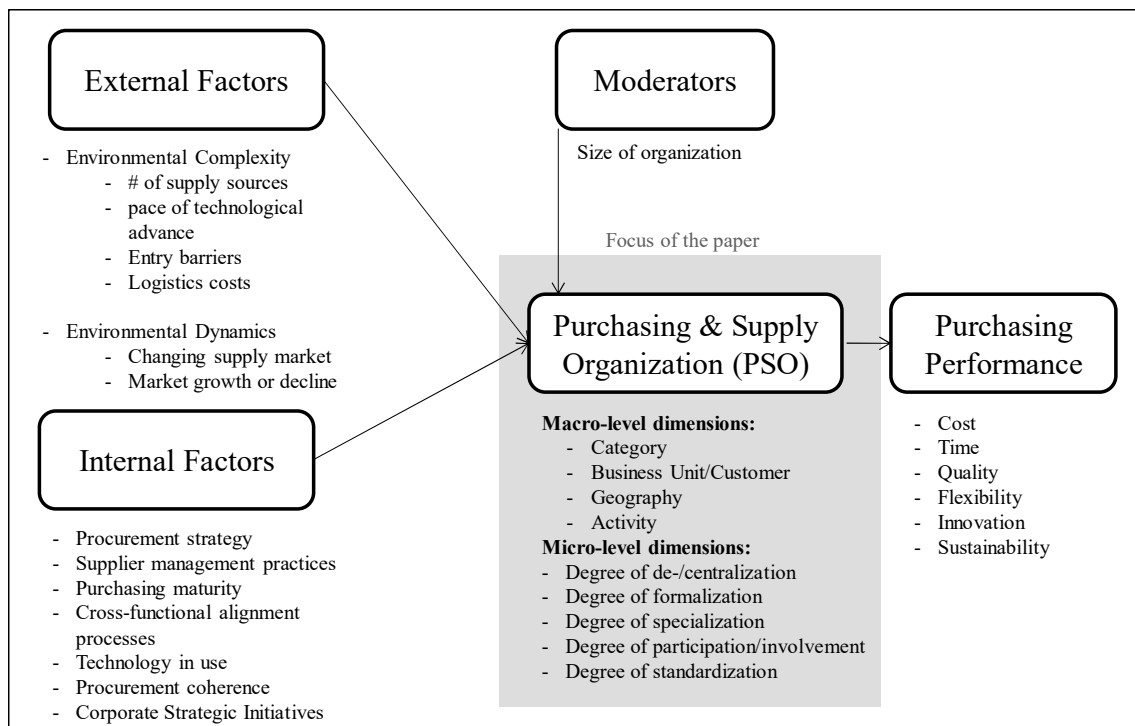 External Factors
- Environmental Complexity
- # of supply sources
- pace of technological
advance
- Entry barriers
- Logistics costs
- Environmental Dynamics
- Changing supply market
- Market growth or decline
Internal Factors
- Procurement strategy
- Supplier management practices
- Purchasing maturity
- Cross-functional alignment
processes
- Technology in use
- Procurement coherence
- Corporate Strategic Initiatives
Moderators
Size of organization
Focus of the paper
Purchasing & Supply
Organization (PSO)
Macro-level dimensions:
- Category
- Business Unit/Customer
- Geography
- Activity
Micro-level dimensions:
- Degree of de-/centralization
- Degree of formalization
- Degree of specialization
- Degree of participation/involvement
- Degree of standardization
Purchasing
Performance
- Cost
- Time
- Quality
- Flexibility
- Innovation
- Sustainability